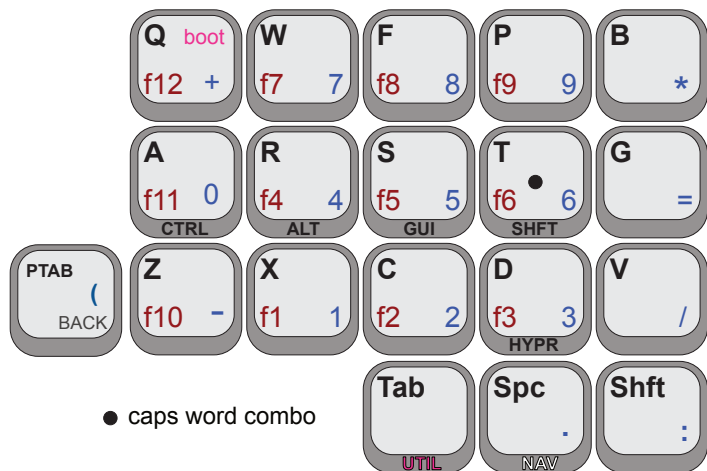 Q boot W F P B
f12 + f7 7 f8 8 f9 9 *
A R S T G
f11 0 f4 4 f5 5 f6 6 =
CTRL ALT GUI SHFT
PTAB Z X C D V
( f10 - f1 1 f2 2 f3 3 /
BACK HYPR
Tab Spc Shft
caps word combo . :
UTIL NAV